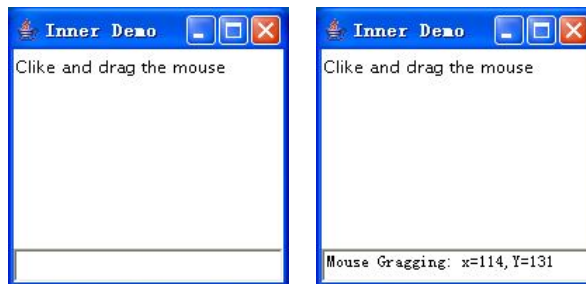 Inner Demo
Clike and drag the mouse
Inner Demo
Clike and drag the mouse
Mouse Gragging: x=114,Y=131